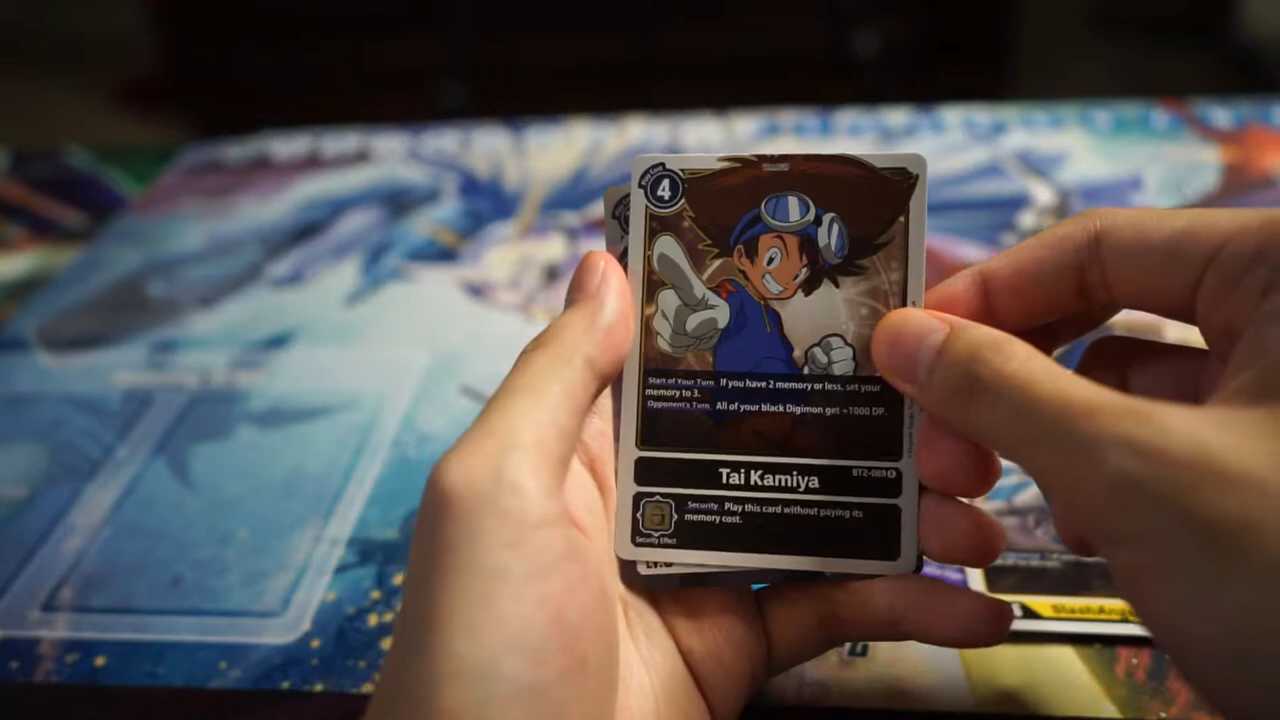 4
Start of Your Turn If you have 2 memory or less, set your
memory to 3.
Opponent's Turn All of your black Digimon get +1000 DP.
Tai Kamiya
BT2-089 R
Security Play this card without paying its
memory cost.
Security Effect